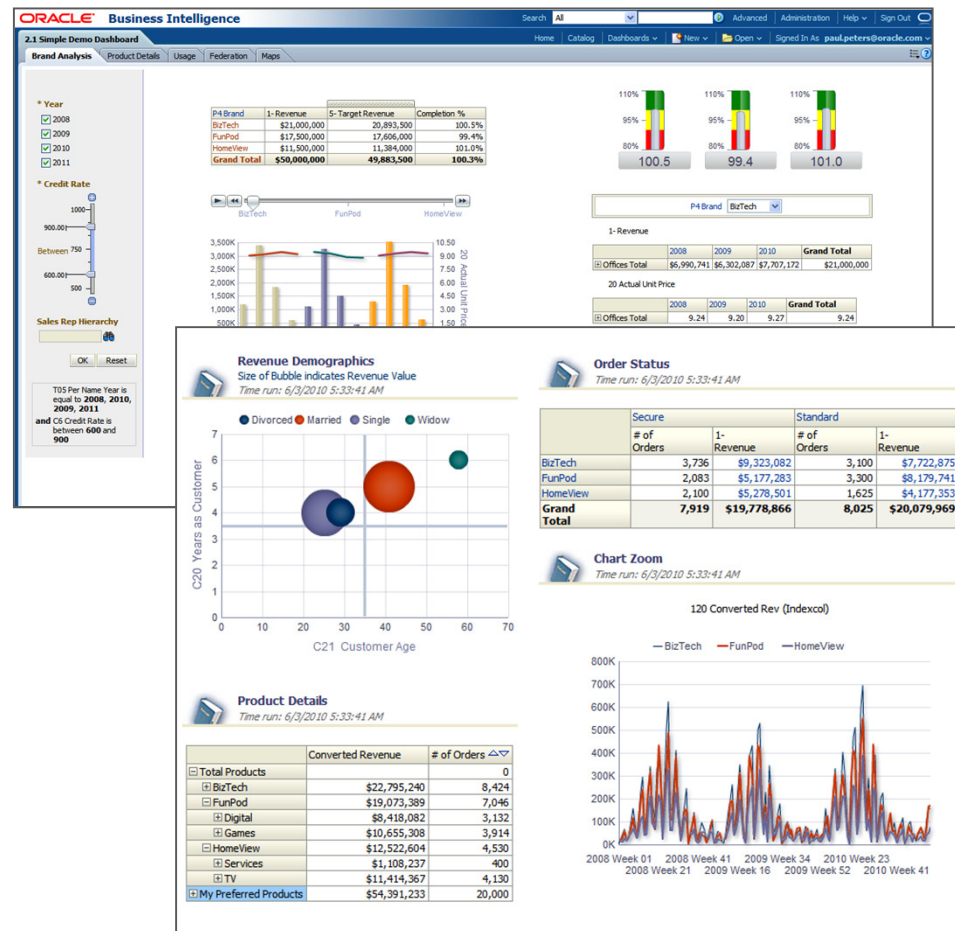 ORACLE Business Intelligence
Search All Advanced Administration Help Sign Out
2.1 Simple Demo Dashboard
Home Catalog Dashboards New Open Signed In As paul.peters@oracle.com
Brand Analysis Product Details Usage Federation Maps
* Year
2008
2009
2010
2011
* Credit Rate
1000
900.00
Between 750
600.00
500
Sales Rep Hierarchy
OK Reset
T05 Per Name Year is
equal to 2008, 2010,
2009, 2011
and C6 Credit Rate is
between 600 and
900
P4 Brand 1- Revenue 5- Target Revenue Completion %
BizTech $21,000,000 20,893,500 100.5%
FunPod $17,500,000 17,606,000 99.4%
HomeView $11,500,000 11,384,000 101.0%
Grand Total $50,000,000 49,883,500 100.3%
BizTech FunPod HomeView
3,500K 10.50
3,000K 9.00
2,500K 7.50
2,000K 6.00
1,500K 4.50
1,000K 3.00
500K 1.50
20 Actual Unit Price
110% 110% 110%
95% 95% 95%
80% 80% 80%
100.5 99.4 101.0
P4 Brand BizTech
1- Revenue
2008 2009 2010 Grand Total
Offices Total $6,990,741 $6,302,087 $7,707,172 $21,000,000
20 Actual Unit Price
2008 2009 2010 Grand Total
Offices Total 9.24 9.20 9.27 9.24
Revenue Demographics
Size of Bubble indicates Revenue Value
Time run: 6/3/2010 5:33:41 AM
Divorced Married Single Widow
7
6
5
4
3
2
1
0
C20 Years as Customer
0 10 20 30 40 50 60 70
C21 Customer Age
Order Status
Time run: 6/3/2010 5:33:41 AM
Secure Standard
# of Orders 1- Revenue # of Orders 1- Revenue
BizTech 3,736 $9,323,082 3,100 $7,722,875
FunPod 2,083 $5,177,283 3,300 $8,179,741
HomeView 2,100 $5,278,501 1,625 $4,177,353
Grand Total 7,919 $19,778,866 8,025 $20,079,969
Product Details
Time run: 6/3/2010 5:33:41 AM
Converted Revenue # of Orders
Total Products 0
BizTech $22,795,240 8,424
FunPod $19,073,389 7,046
Digital $8,418,082 3,132
Games $10,655,308 3,914
HomeView $12,522,604 4,530
Services $1,108,237 400
TV $11,414,367 4,130
My Preferred Products $54,391,233 20,000
Chart Zoom
Time run: 6/3/2010 5:33:41 AM
120 Converted Rev (Indexcol)
BizTech FunPod HomeView
800K
700K
600K
500K
400K
300K
200K
100K
0K
2008 Week 01 2008 Week 41 2009 Week 34 2010 Week 23
2008 Week 21 2009 Week 16 2009 Week 52 2010 Week 41